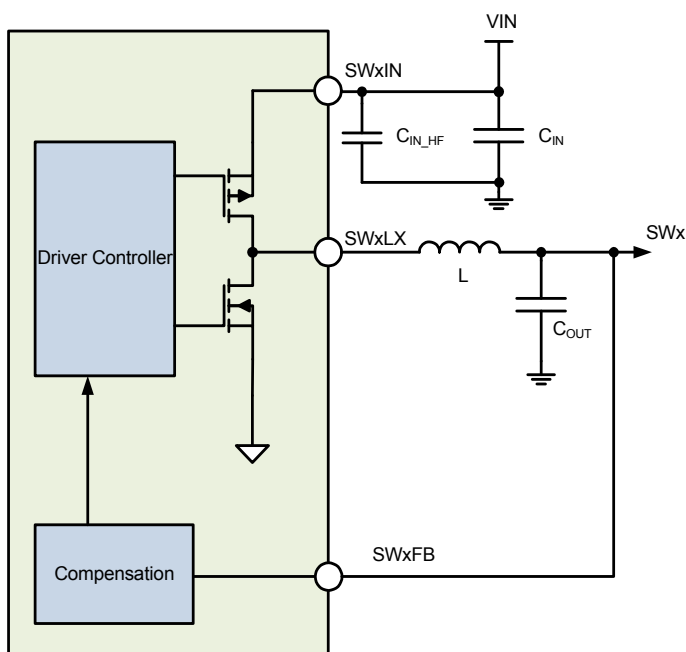 VIN
SWxIN
C_IN_HF
C_IN
Driver Controller
SWxLX
SWx
L
C_OUT
SWxFB
Compensation